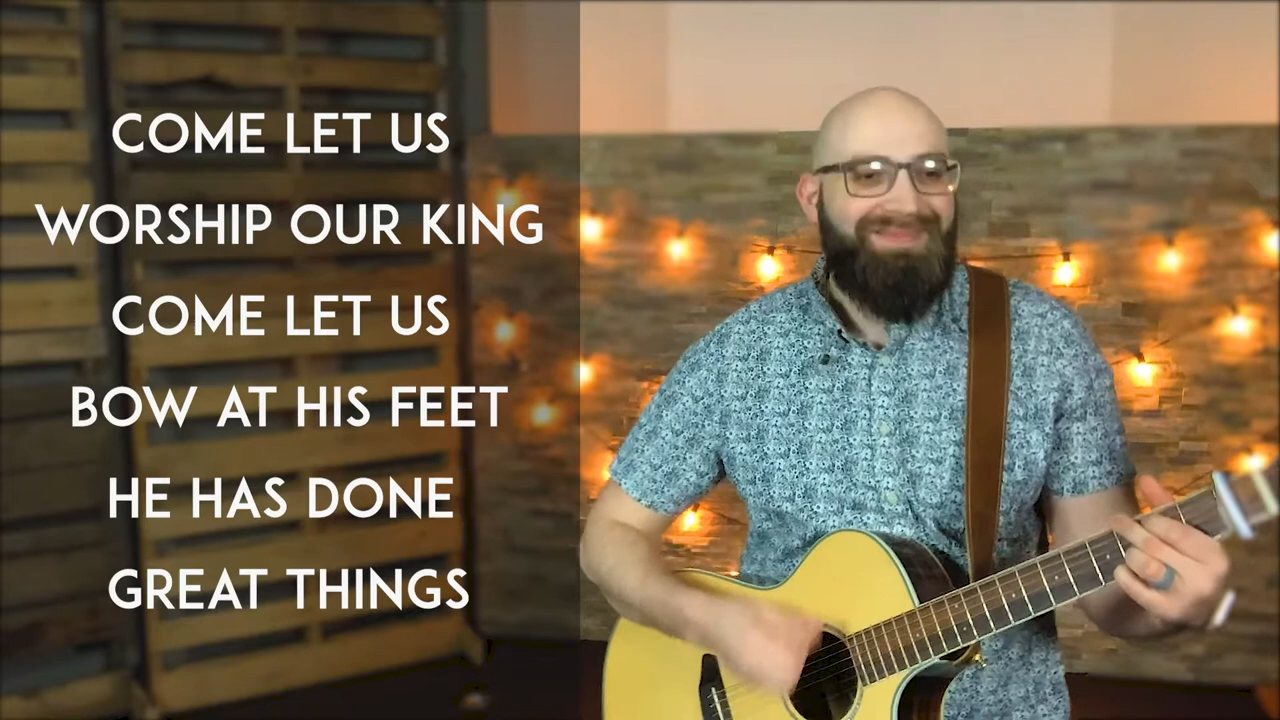 COME LET US
WORSHIP OUR KING
COME LET US
BOW AT HIS FEET
HE HAS DONE
GREAT THINGS